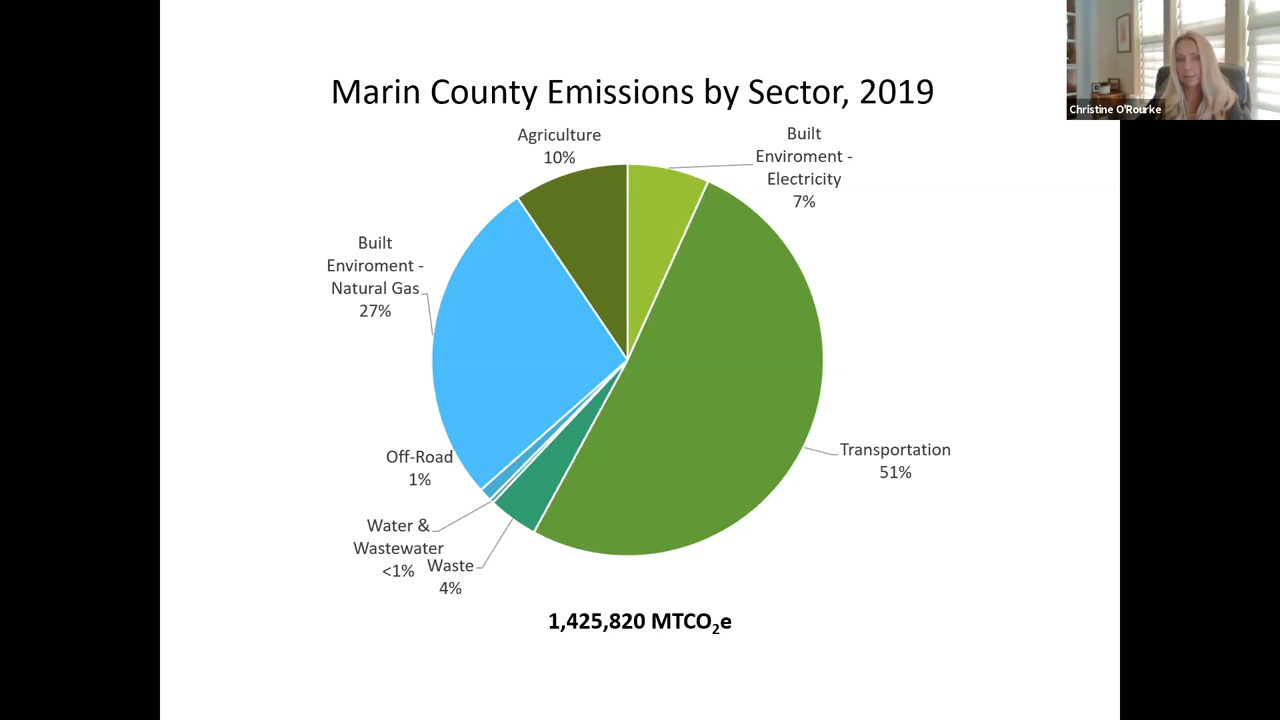 Marin County Emissions by Sector, 2019
Christine O'Rourke
Agriculture
10%
Built
Enviroment -
Electricity
7%
Built
Enviroment -
Natural Gas
27%
Transportation
51%
Off-Road
1%
Water &
Wastewater
<1%
Waste
4%
1,425,820 MTCO₂e